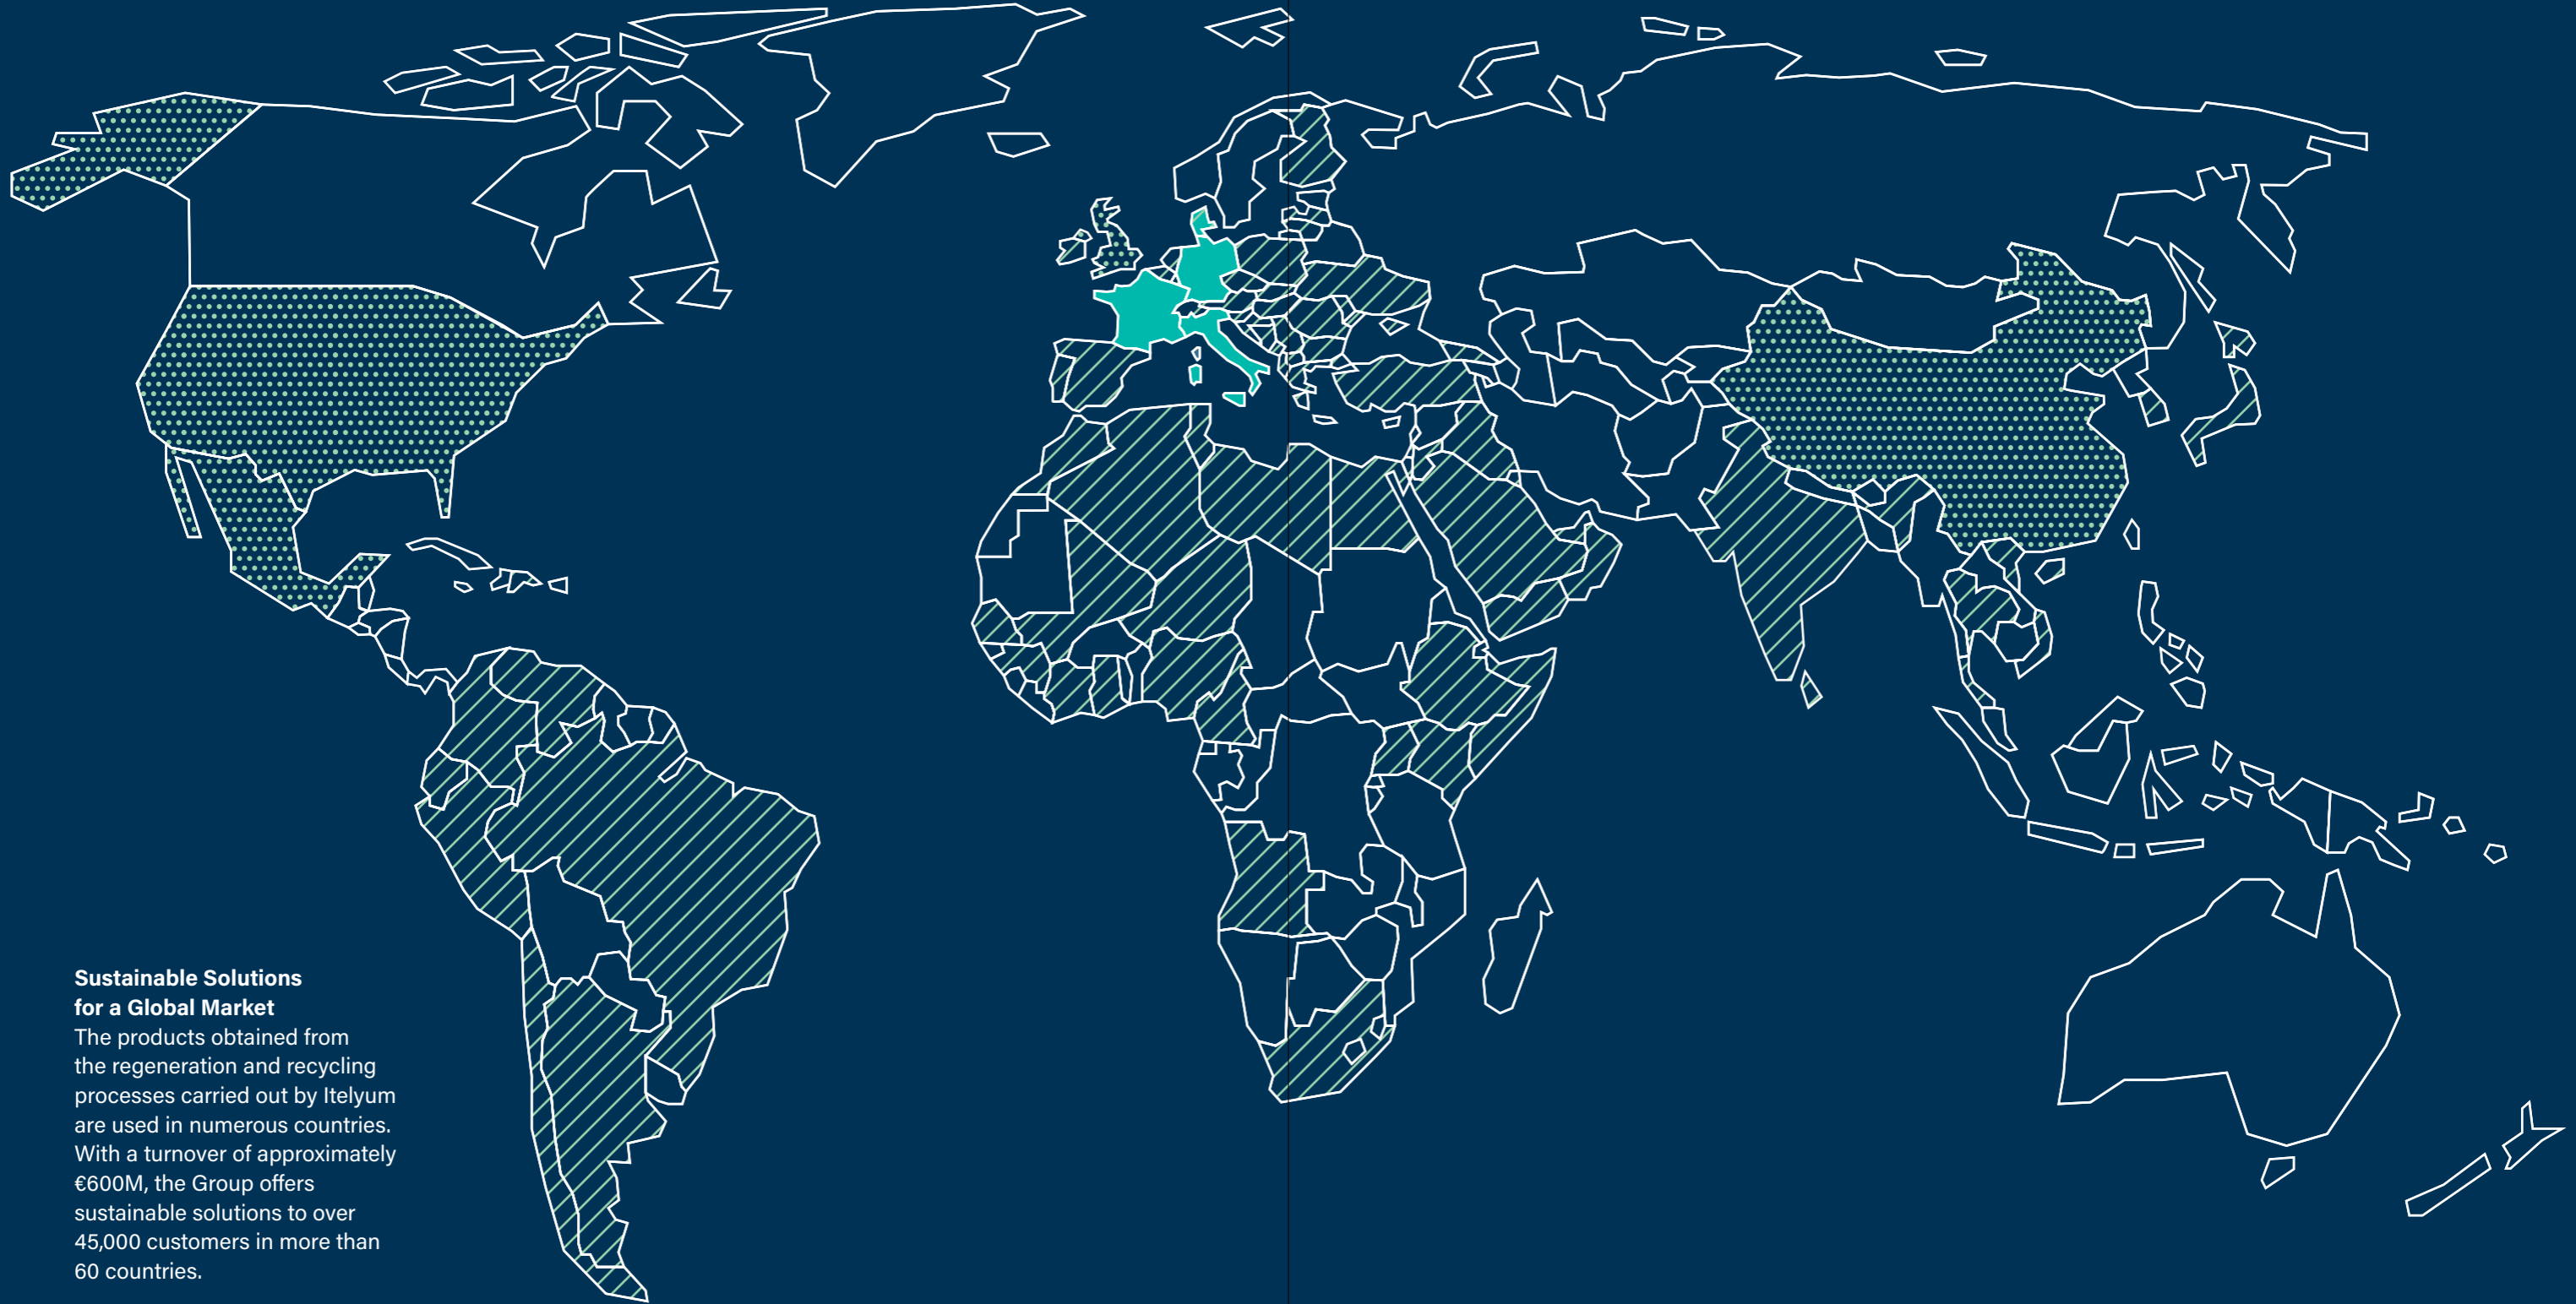 Sustainable Solutions
for a Global Market
The products obtained from
the regeneration and recycling
processes carried out by Itelyum
are used in numerous countries.
With a turnover of approximately
€600M, the Group offers
sustainable solutions to over
45,000 customers in more than
60 countries.